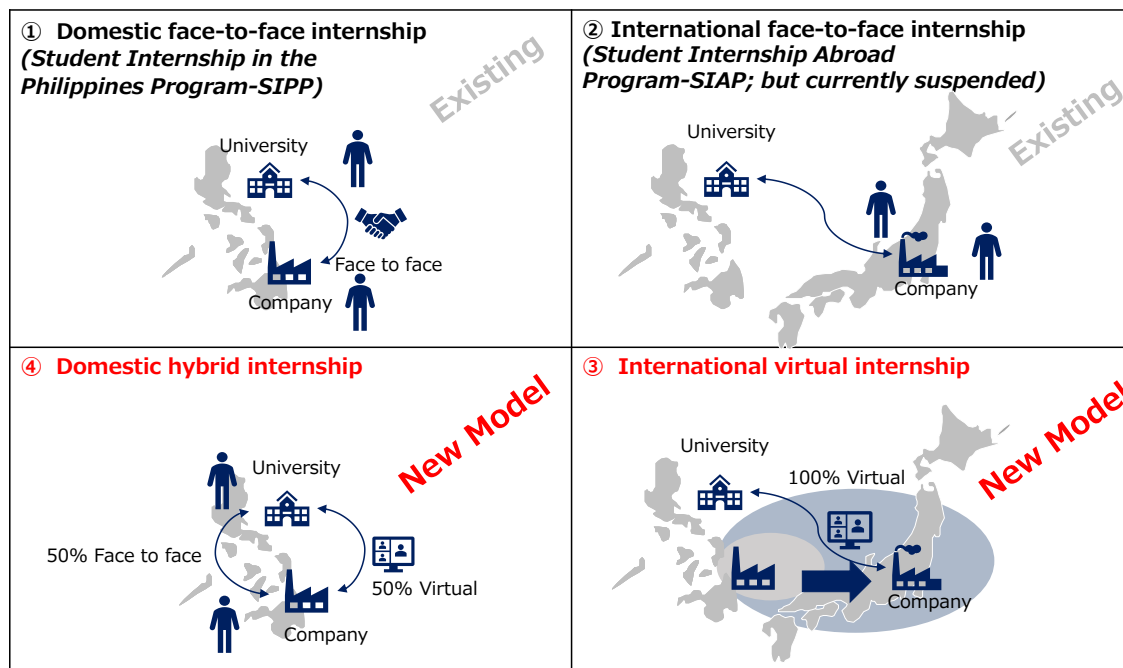 ① Domestic face-to-face internship
(Student Internship in the
Philippines Program-SIPP)
Existing
University
Face to face
Company
② International face-to-face internship
(Student Internship Abroad
Program-SIAP; but currently suspended)
Existing
University
Company
④ Domestic hybrid internship
New Model
University
50% Face to face
50% Virtual
Company
③ International virtual internship
New Model
University
100% Virtual
Company